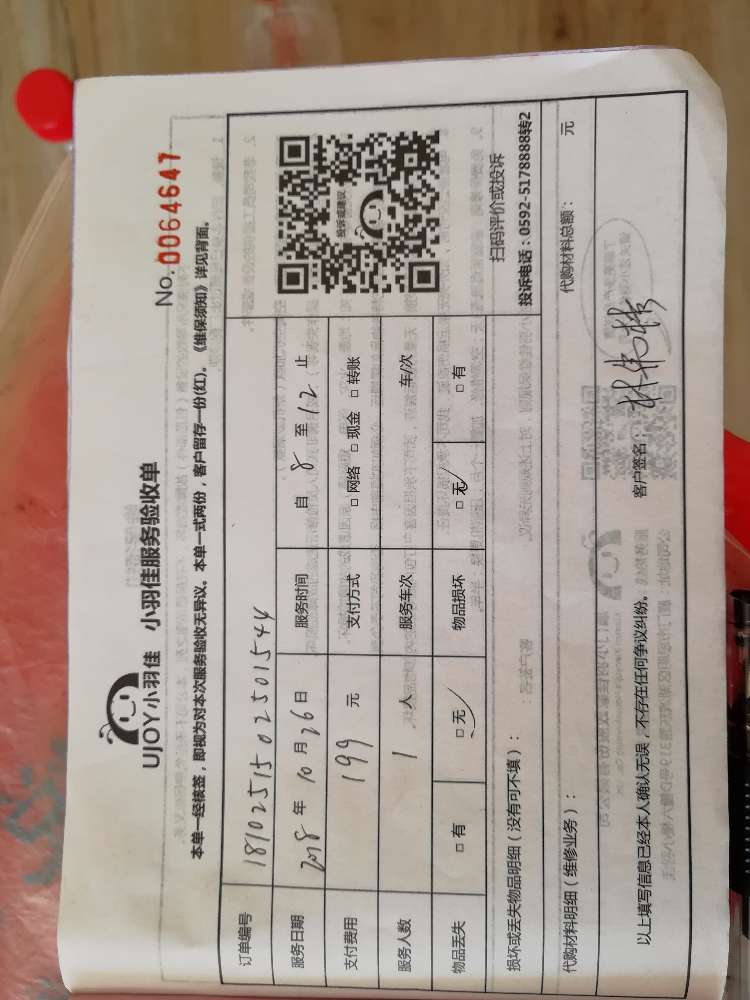 UJOY小羽佳 小羽佳服务验收单
No. 0064647
本单一经核签，即视为对本次服务验收无异议。本单一式两份，客户留存一份(红)。《维保须知》详见背面。
订单编号 181025150250154
服务日期 2018 年 10 月 26 日 服务时间 自 8 至 12 止
支付费用 199 元 支付方式 □网络 □现金 □转账
服务人数 1 人 服务车次 车/次
物品丢失 □有 □无 物品损坏 □无 □有
投诉或建议
扫码评价或投诉
投诉电话：0592-5178888转2
损坏或丢失物品明细（没有可不填）：
代购材料明细（维修业务）： 代购材料总额： 元
以上填写信息已经本人确认无误，不存在任何争议纠纷。 客户签名：